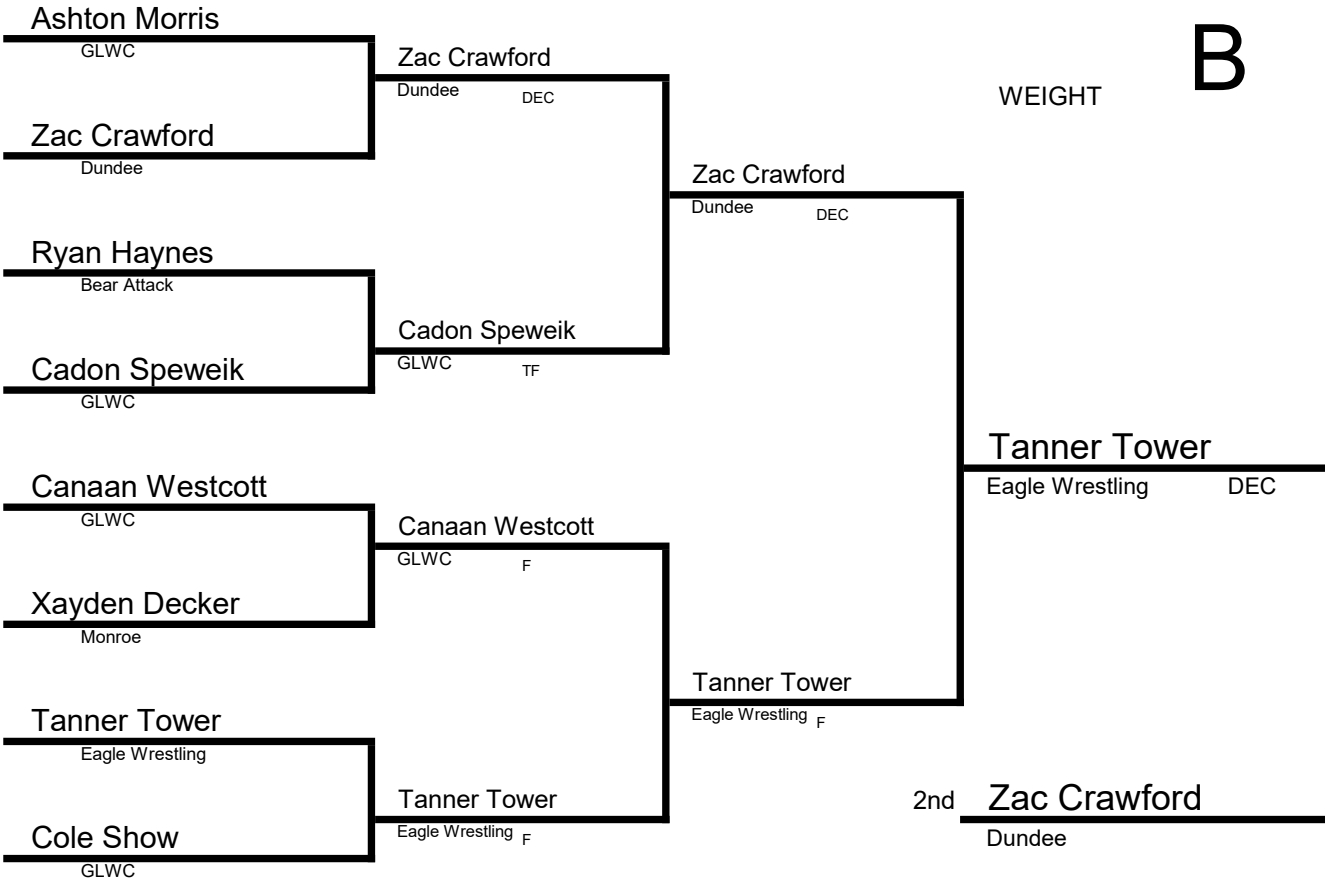 Ashton Morris
GLWC
Zac Crawford
Dundee
Ryan Haynes
Bear Attack
Cadon Speweik
GLWC
Canaan Westcott
GLWC
Xayden Decker
Monroe
Tanner Tower
Eagle Wrestling
Cole Show
GLWC
Zac Crawford
Dundee DEC
Cadon Speweik
GLWC TF
Canaan Westcott
GLWC F
Tanner Tower
Eagle Wrestling F
Zac Crawford
Dundee DEC
Tanner Tower
Eagle Wrestling F
B
WEIGHT
Tanner Tower
Eagle Wrestling DEC
2nd Zac Crawford
Dundee